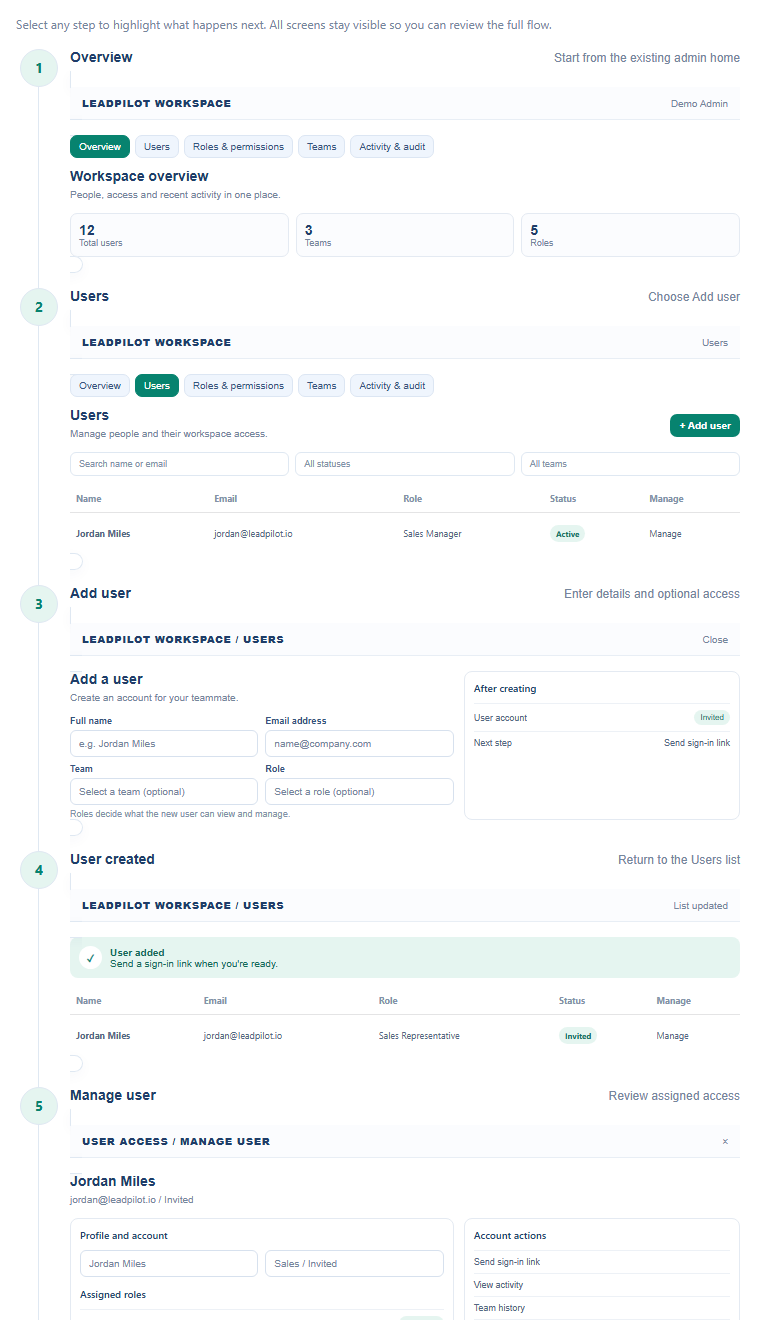 Select any step to highlight what happens next. All screens stay visible so you can review the full flow.
1
Overview
Start from the existing admin home
LEADPILOT WORKSPACE
Demo Admin
Overview
Users
Roles & permissions
Teams
Activity & audit
Workspace overview
People, access and recent activity in one place.
12
Total users
3
Teams
5
Roles
2
Users
Choose Add user
LEADPILOT WORKSPACE
Users
Overview
Users
Roles & permissions
Teams
Activity & audit
Users
Manage people and their workspace access.
+ Add user
Search name or email
All statuses
All teams
Name Email Role Status Manage
Jordan Miles jordan@leadpilot.io Sales Manager Active Manage
3
Add user
Enter details and optional access
LEADPILOT WORKSPACE / USERS
Close
Add a user
Create an account for your teammate.
Full name
Email address
e.g. Jordan Miles
name@company.com
Team
Role
Select a team (optional)
Select a role (optional)
Roles decide what the new user can view and manage.
After creating
User account Invited
Next step Send sign-in link
4
User created
Return to the Users list
LEADPILOT WORKSPACE / USERS
List updated
✓
User added
Send a sign-in link when you're ready.
Name Email Role Status Manage
Jordan Miles jordan@leadpilot.io Sales Representative Invited Manage
5
Manage user
Review assigned access
USER ACCESS / MANAGE USER
×
Jordan Miles
jordan@leadpilot.io / Invited
Profile and account
Jordan Miles
Sales / Invited
Assigned roles
Account actions
Send sign-in link
View activity
Team history